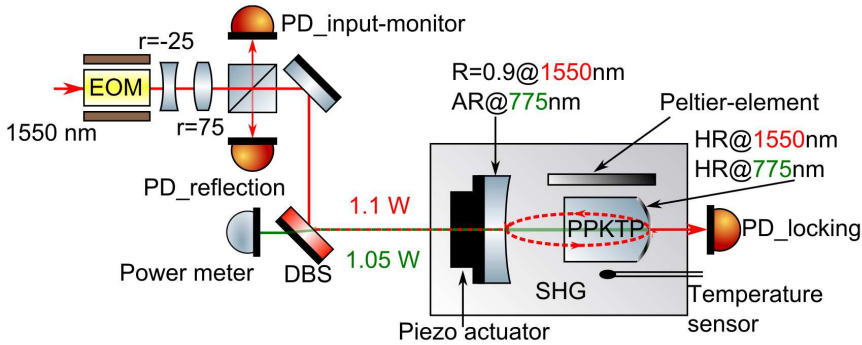 PD_input-monitor
r=-25
EOM
1550 nm
r=75
PD_reflection
R=0.9@1550nm
AR@775nm
Peltier-element
HR@1550nm
HR@775nm
1.1 W
1.05 W
PPKTP
PD_locking
Power meter
DBS
SHG
Piezo actuator
Temperature
sensor